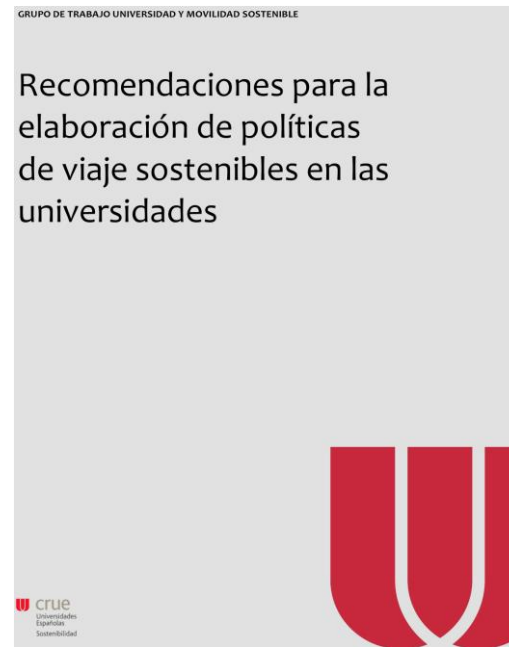 GRUPO DE TRABAJO UNIVERSIDAD Y MOVILIDAD SOSTENIBLE
Recomendaciones para la
elaboración de políticas
de viaje sostenibles en las
universidades
crue
Universidades
Españolas
Sostenibilidad